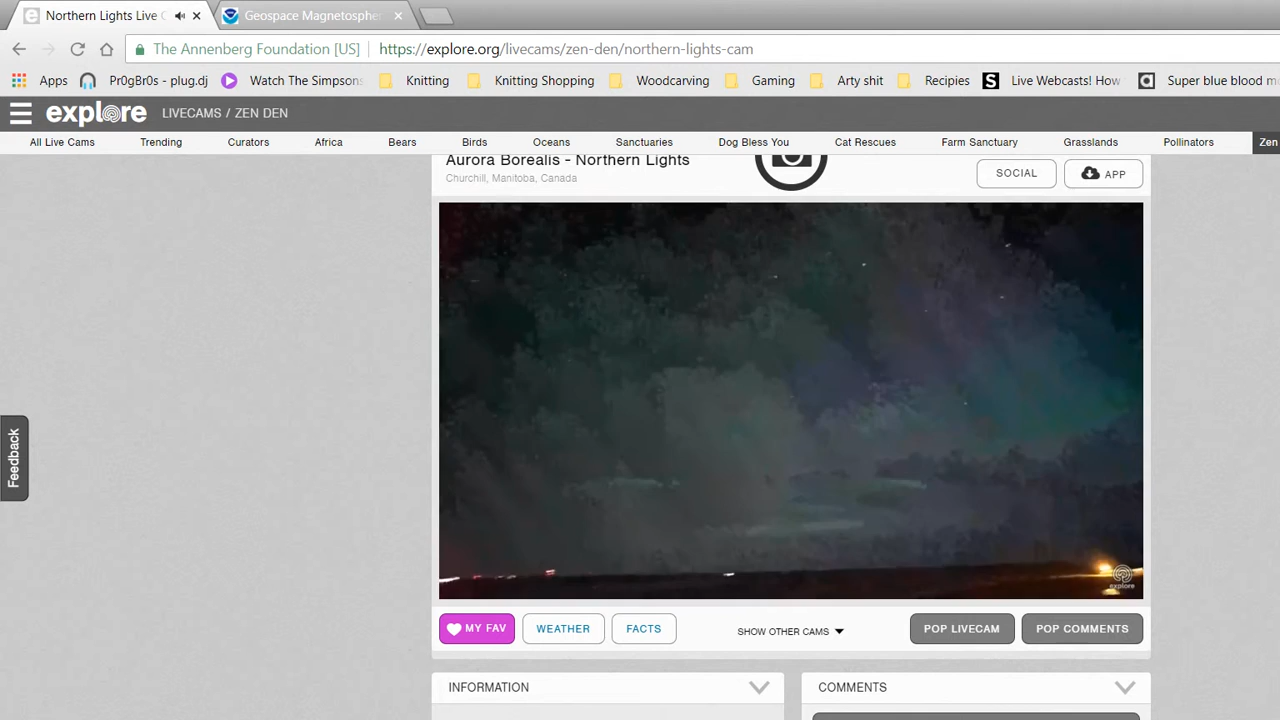 Northern Lights Live C
Geospace Magnetospher
The Annenberg Foundation [US]
https://explore.org/livecams/zen-den/northern-lights-cam
Apps Pr0gBr0s - plug.dj Watch The Simpsons Knitting Knitting Shopping Woodcarving Gaming Arty shit Recipjes Live Webcasts! How Super blue blood m
explore LIVECAMS / ZEN DEN
All Live Cams Trending Curators Africa Bears Birds Oceans Sanctuaries Dog Bless You Cat Rescues Farm Sanctuary Grasslands Pollinators Zen
Aurora Borealis - Northern Lights
Churchill, Manitoba, Canada
SOCIAL APP
Feedback
explore
MY FAV WEATHER FACTS SHOW OTHER CAMS POP LIVECAM POP COMMENTS
INFORMATION COMMENTS